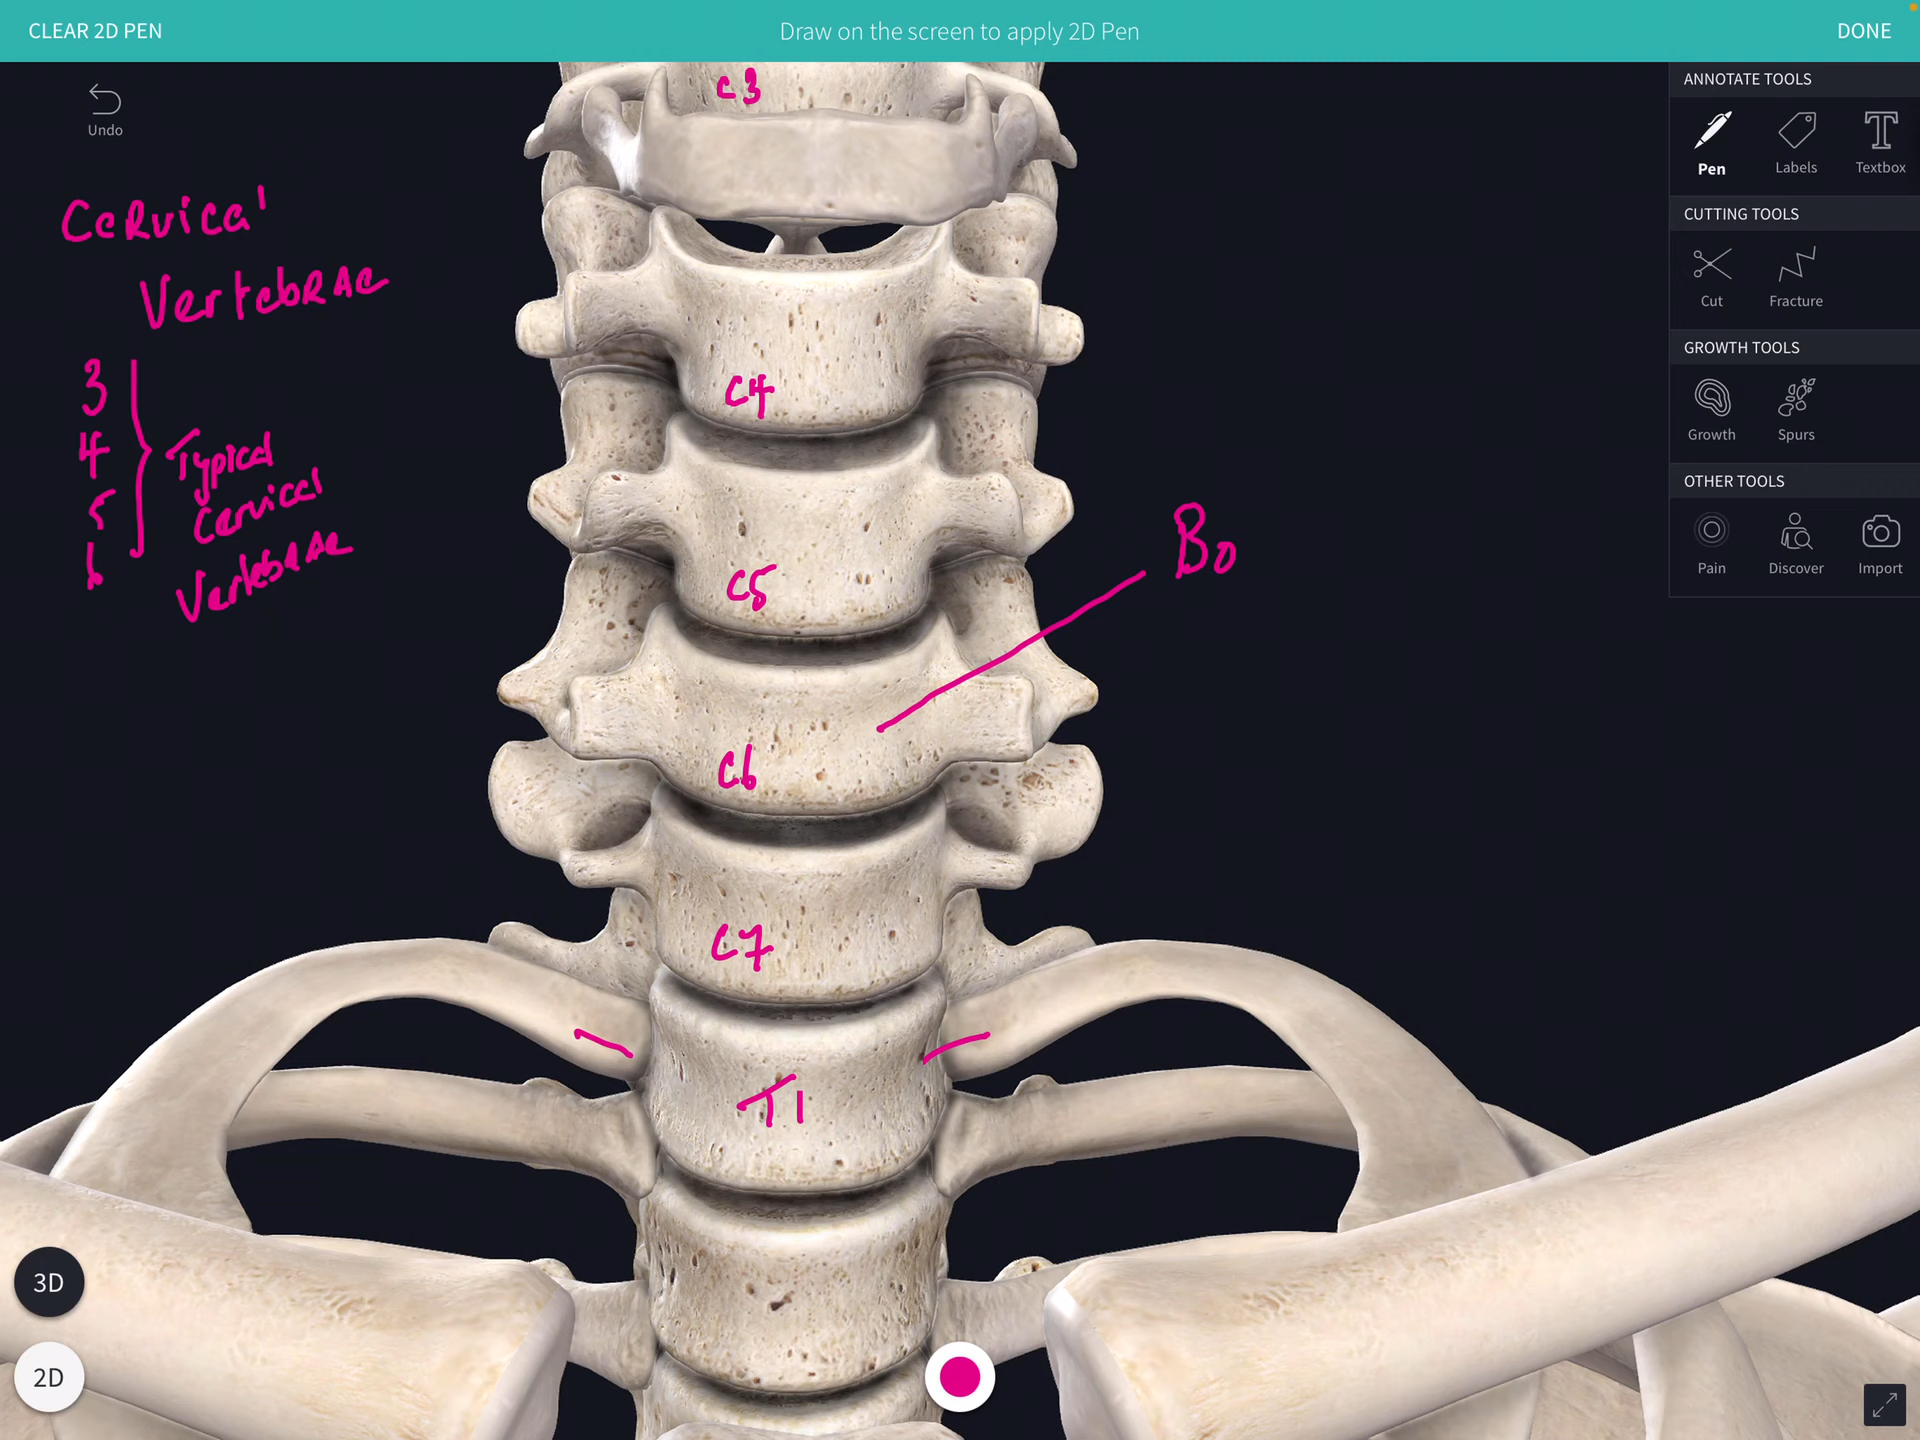 CLEAR 2D PEN
Draw on the screen to apply 2D Pen
DONE
Undo
ANNOTATE TOOLS
Pen
Labels
Textbox
CUTTING TOOLS
Cut
Fracture
GROWTH TOOLS
Growth
Spurs
OTHER TOOLS
Pain
Discover
Import
Cervical
Vertebrae
3
4
5
6
Typical
Cervical
Vertebrae
C3
C4
C5
Bo
C6
C7
T1
3D
2D